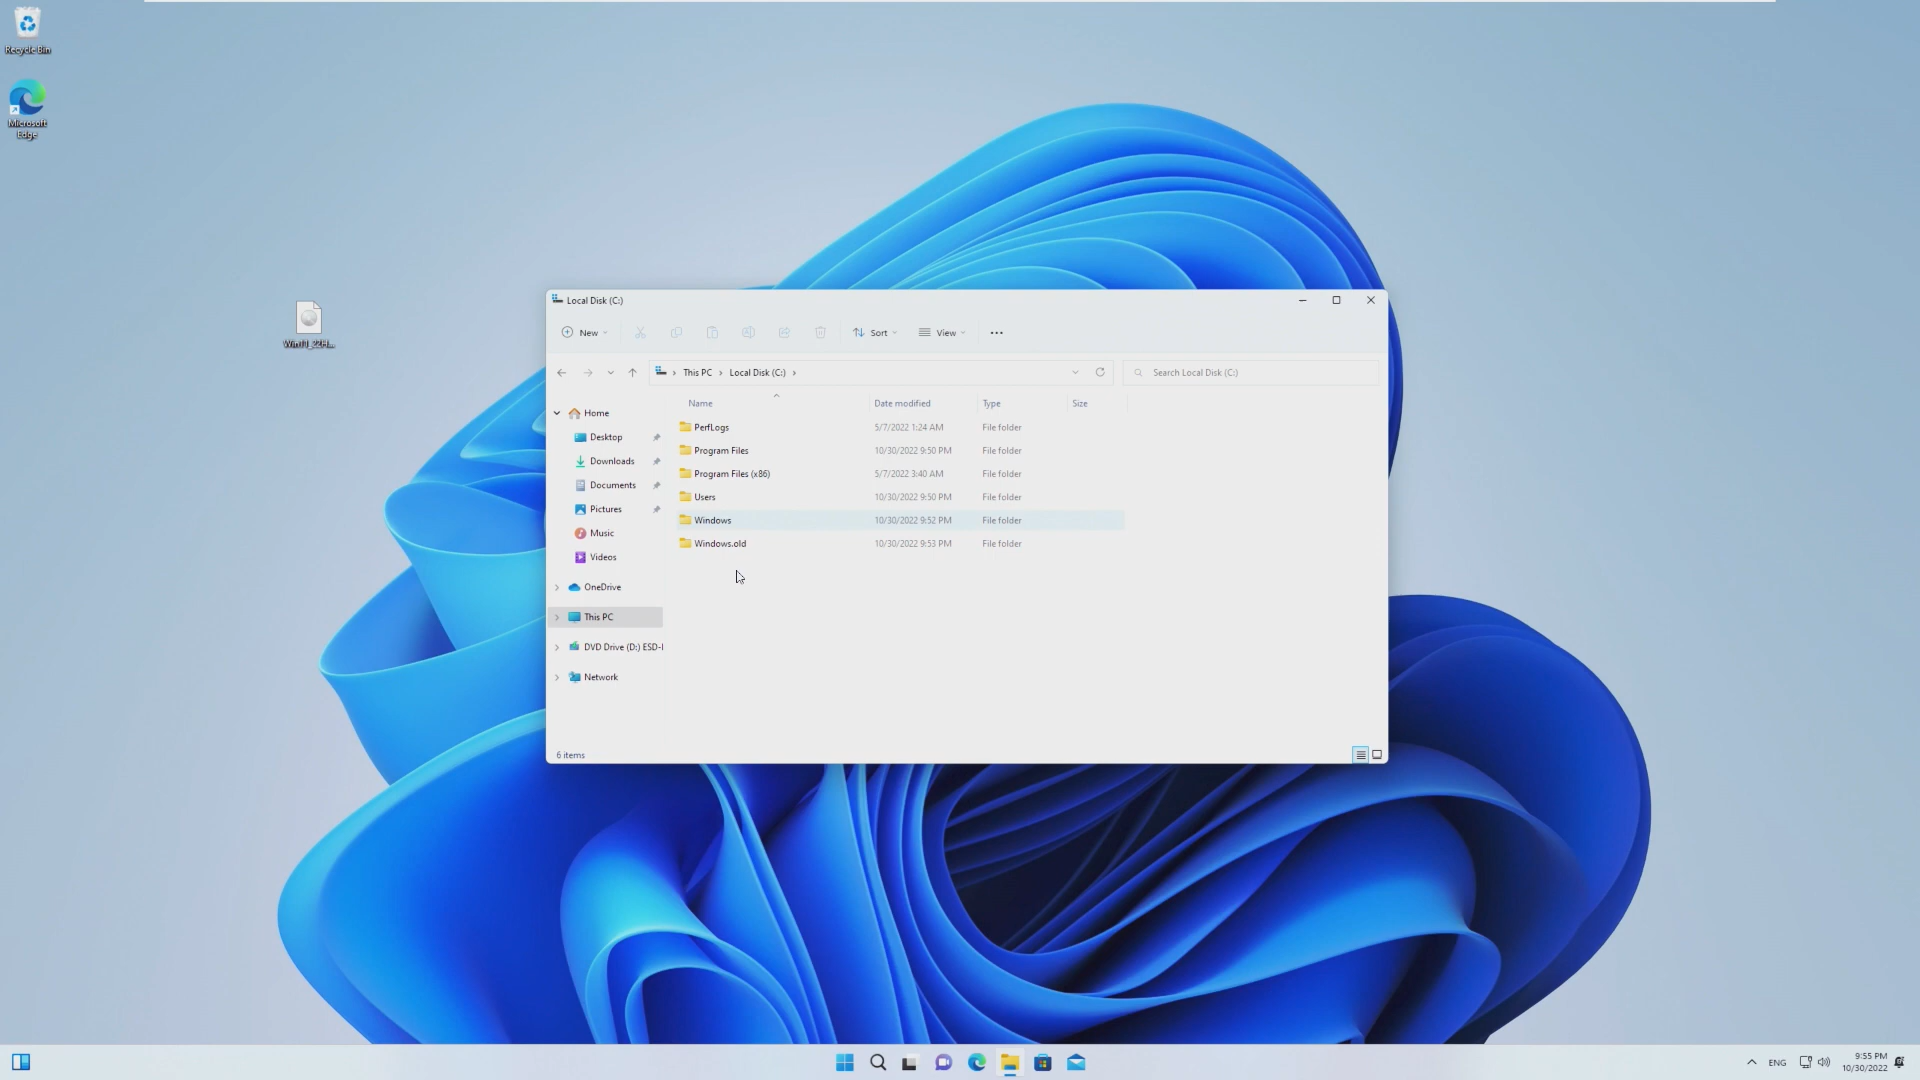 Recycle Bin
Microsoft
Edge
Win11_22H...
Local Disk (C:)
New
Sort
View
This PC
Local Disk (C:)
Search Local Disk (C:)
Name
Date modified
Type
Size
Home
Desktop
Downloads
Documents
Pictures
Music
Videos
OneDrive
This PC
DVD Drive (D:) ESD-I
Network
PerfLogs 5/7/2022 1:24 AM File folder
Program Files 10/30/2022 9:50 PM File folder
Program Files (x86) 5/7/2022 3:40 AM File folder
Users 10/30/2022 9:50 PM File folder
Windows 10/30/2022 9:52 PM File folder
Windows.old 10/30/2022 9:53 PM File folder
6 items
ENG
9:55 PM
10/30/2022